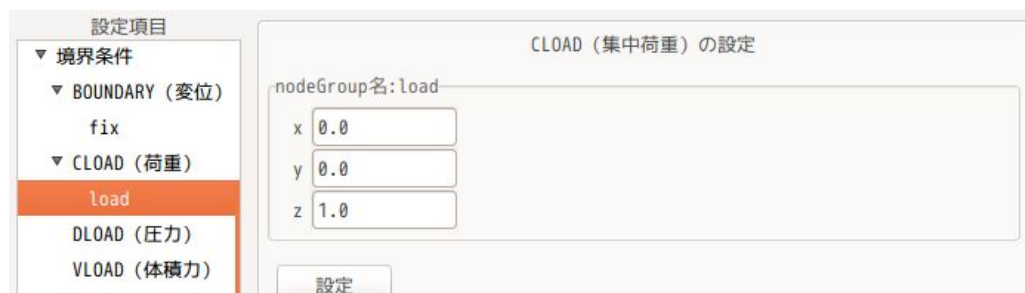 設定項目
▼ 境界条件
▼ BOUNDARY (変位)
fix
▼ CLOAD (荷重)
load
DLOAD (圧力)
VLOAD (体積力)
CLOAD (集中荷重) の設定
nodeGroup名:load
x 0.0
y 0.0
z 1.0
設定